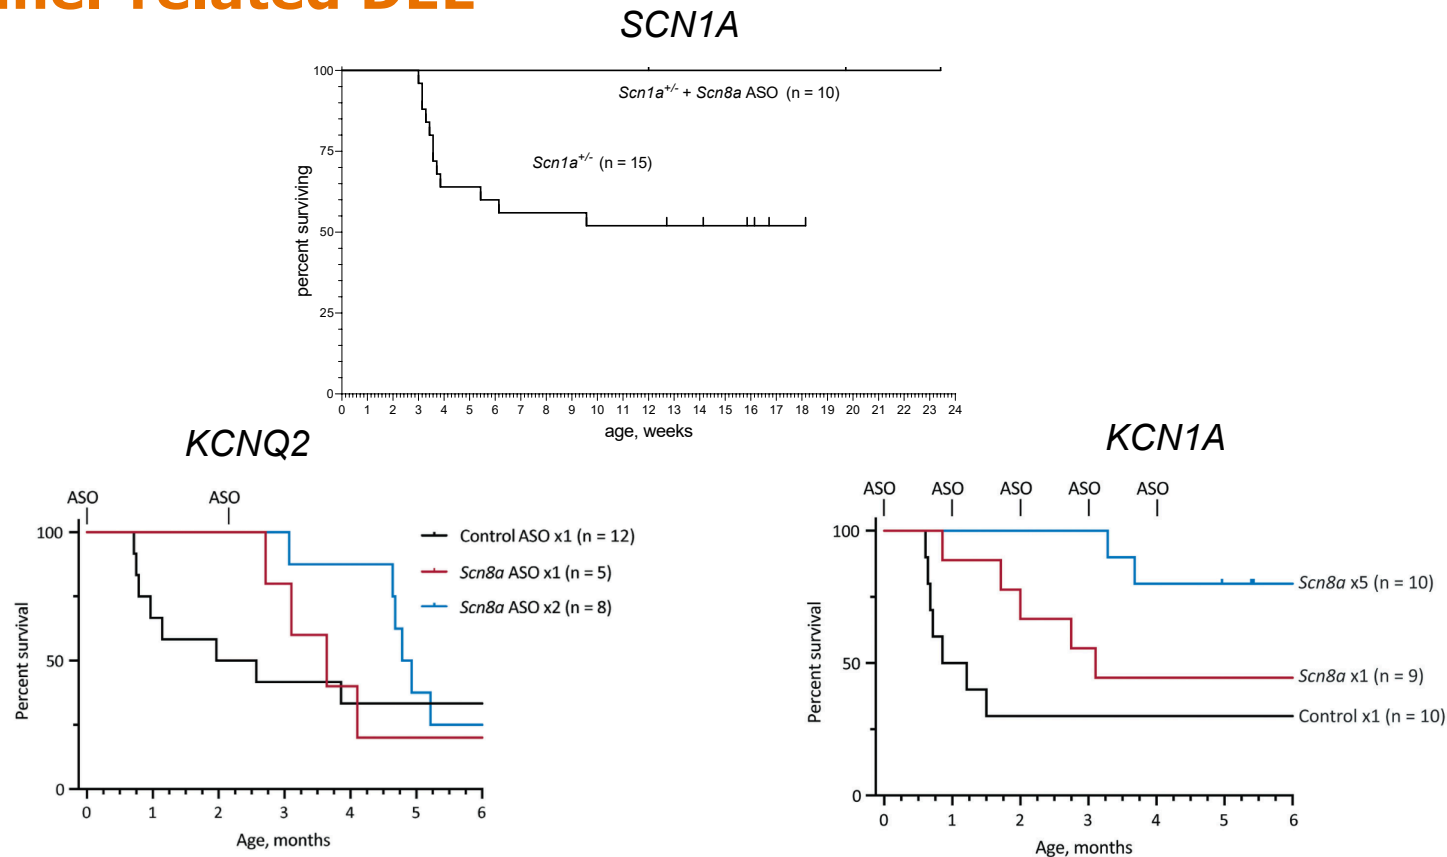 related DEE
SCN1A
100
75
50
25
0
percent surviving
Scn1a+/- + Scn8a ASO (n = 10)
Scn1a+/- (n = 15)
0 1 2 3 4 5 6 7 8 9 10 11 12 13 14 15 16 17 18 19 20 21 22 23 24
age, weeks
KCNQ2
ASO ASO
100
50
0
Percent survival
Control ASO x1 (n = 12)
Scn8a ASO x1 (n = 5)
Scn8a ASO x2 (n = 8)
0 1 2 3 4 5 6
Age, months
KCN1A
ASO ASO ASO ASO ASO
100
50
0
Percent survival
Scn8a x5 (n = 10)
Scn8a x1 (n = 9)
Control x1 (n = 10)
0 1 2 3 4 5 6
Age, months